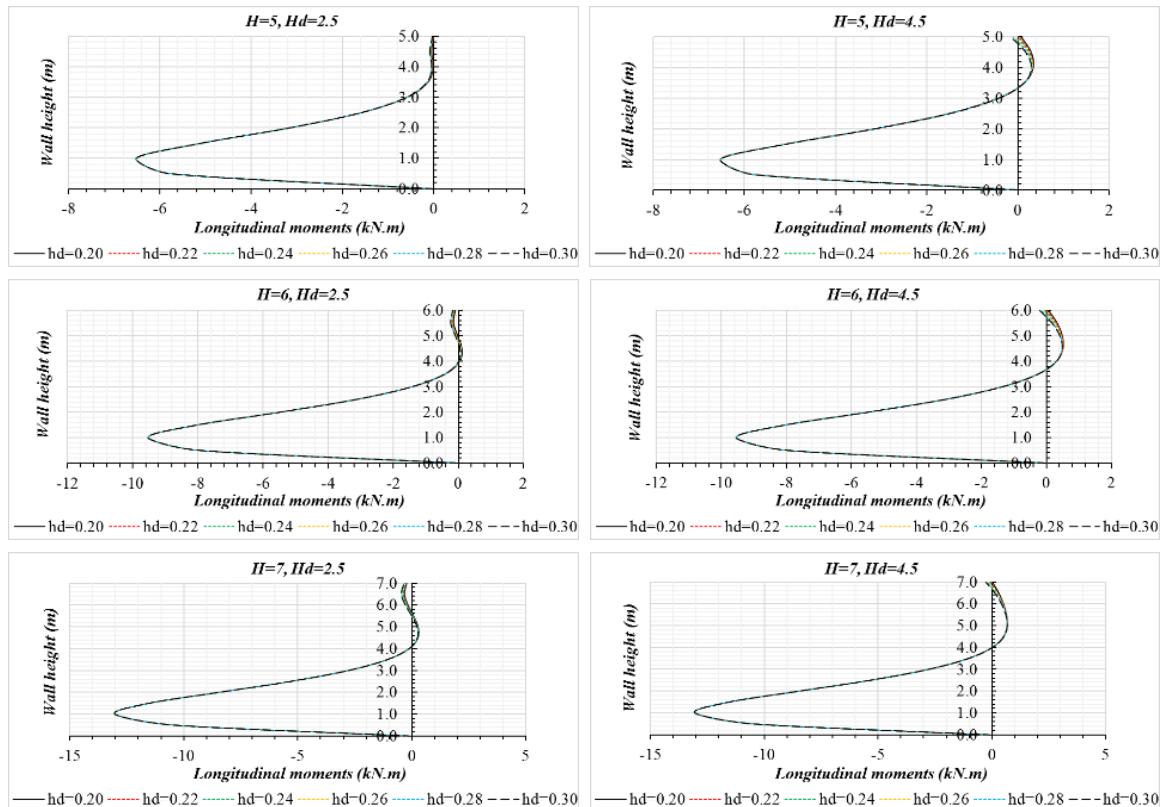 H=5, Hd=2.5
Wall height (m)
5.0
4.0
3.0
2.0
1.0
0.0
-8 -6 -4 -2 0 2
Longitudinal moments (kN.m)
hd=0.20 hd=0.22 hd=0.24 hd=0.26 hd=0.28 hd=0.30
H=5, Hd=4.5
Wall height (m)
5.0
4.0
3.0
2.0
1.0
0.0
-8 -6 -4 -2 0 2
Longitudinal moments (kN.m)
hd=0.20 hd=0.22 hd=0.24 hd=0.26 hd=0.28 hd=0.30
H=6, Hd=2.5
Wall height (m)
6.0
5.0
4.0
3.0
2.0
1.0
0.0
-12 -10 -8 -6 -4 -2 0 2
Longitudinal moments (kN.m)
hd=0.20 hd=0.22 hd=0.24 hd=0.26 hd=0.28 hd=0.30
H=6, Hd=4.5
Wall height (m)
6.0
5.0
4.0
3.0
2.0
1.0
0.0
-12 -10 -8 -6 -4 -2 0 2
Longitudinal moments (kN.m)
hd=0.20 hd=0.22 hd=0.24 hd=0.26 hd=0.28 hd=0.30
H=7, Hd=2.5
Wall height (m)
7.0
6.0
5.0
4.0
3.0
2.0
1.0
0.0
-15 -10 -5 0 5
Longitudinal moments (kN.m)
hd=0.20 hd=0.22 hd=0.24 hd=0.26 hd=0.28 hd=0.30
H=7, Hd=4.5
Wall height (m)
7.0
6.0
5.0
4.0
3.0
2.0
1.0
0.0
-15 -10 -5 0 5
Longitudinal moments (kN.m)
hd=0.20 hd=0.22 hd=0.24 hd=0.26 hd=0.28 hd=0.30